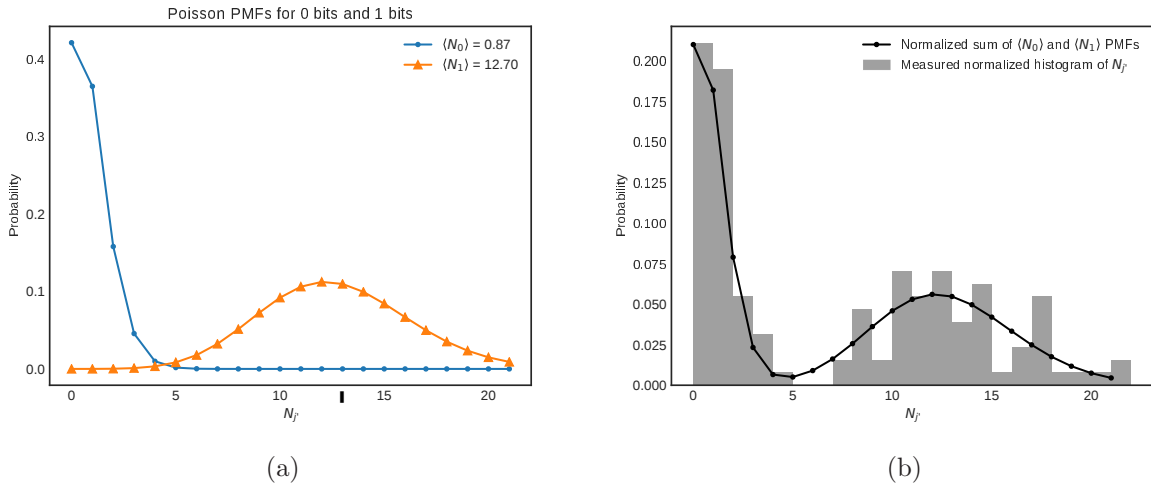 Poisson PMFs for 0 bits and 1 bits
⟨N₀⟩ = 0.87
⟨N₁⟩ = 12.70
Probability
0.4
0.3
0.2
0.1
0.0
0 5 10 15 20
N_j'
(a)
Normalized sum of ⟨N₀⟩ and ⟨N₁⟩ PMFs
Measured normalized histogram of N_j'
Probability
0.200
0.175
0.150
0.125
0.100
0.075
0.050
0.025
0.000
0 5 10 15 20
N_j'
(b)